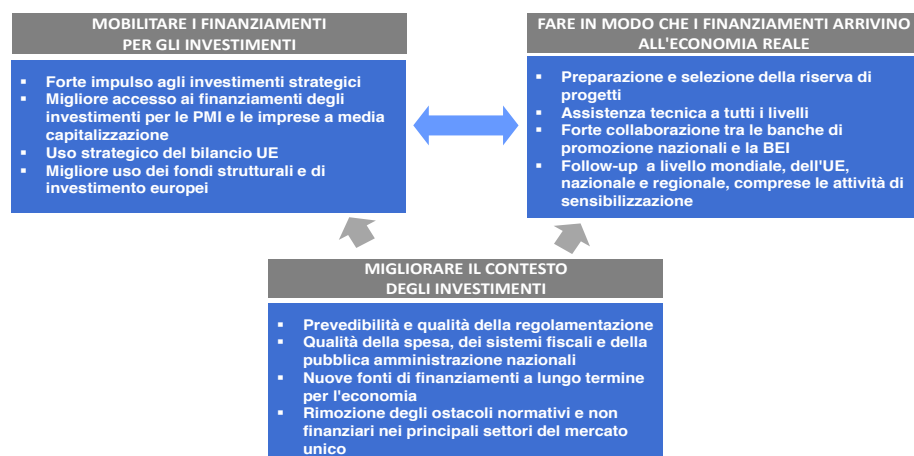 MOBILITARE I FINANZIAMENTI
PER GLI INVESTIMENTI
▪ Forte impulso agli investimenti strategici
▪ Migliore accesso ai finanziamenti degli
investimenti per le PMI e le imprese a media
capitalizzazione
▪ Uso strategico del bilancio UE
▪ Migliore uso dei fondi strutturali e di
investimento europei
FARE IN MODO CHE I FINANZIAMENTI ARRIVINO
ALL'ECONOMIA REALE
▪ Preparazione e selezione della riserva di
progetti
▪ Assistenza tecnica a tutti i livelli
▪ Forte collaborazione tra le banche di
promozione nazionali e la BEI
▪ Follow-up a livello mondiale, dell'UE,
nazionale e regionale, comprese le attività di
sensibilizzazione
MIGLIORARE IL CONTESTO
DEGLI INVESTIMENTI
▪ Prevedibilità e qualità della regolamentazione
▪ Qualità della spesa, dei sistemi fiscali e della
pubblica amministrazione nazionali
▪ Nuove fonti di finanziamenti a lungo termine
per l'economia
▪ Rimozione degli ostacoli normativi e non
finanziari nei principali settori del mercato
unico